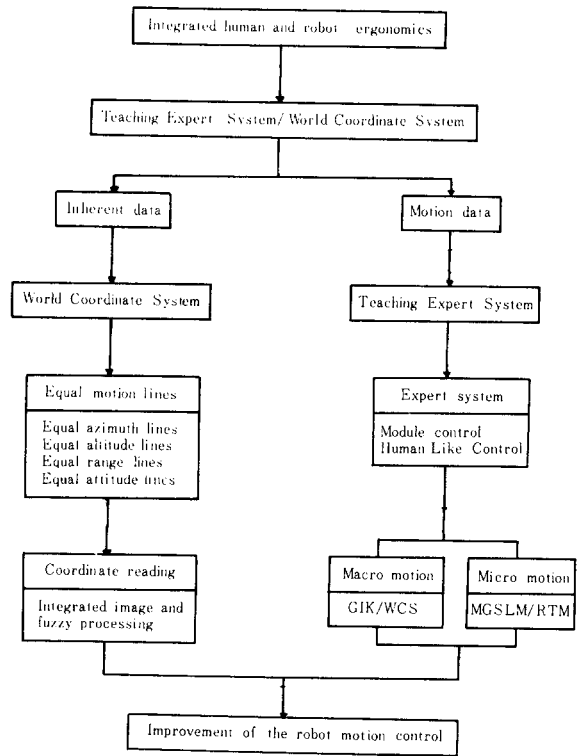 Integrated human and robot ergonomics
Teaching Expert System/World Coordinate System
Inherent data
Motion data
World Coordinate System
Teaching Expert System
Equal motion lines
Equal azimuth lines
Equal altitude lines
Equal range lines
Equal attitude lines
Expert system
Module control
Human Like Control
Coordinate reading
Integrated image and
fuzzy processing
Macro motion
GIK/WCS
Micro motion
MGSLM/RTM
Improvement of the robot motion control